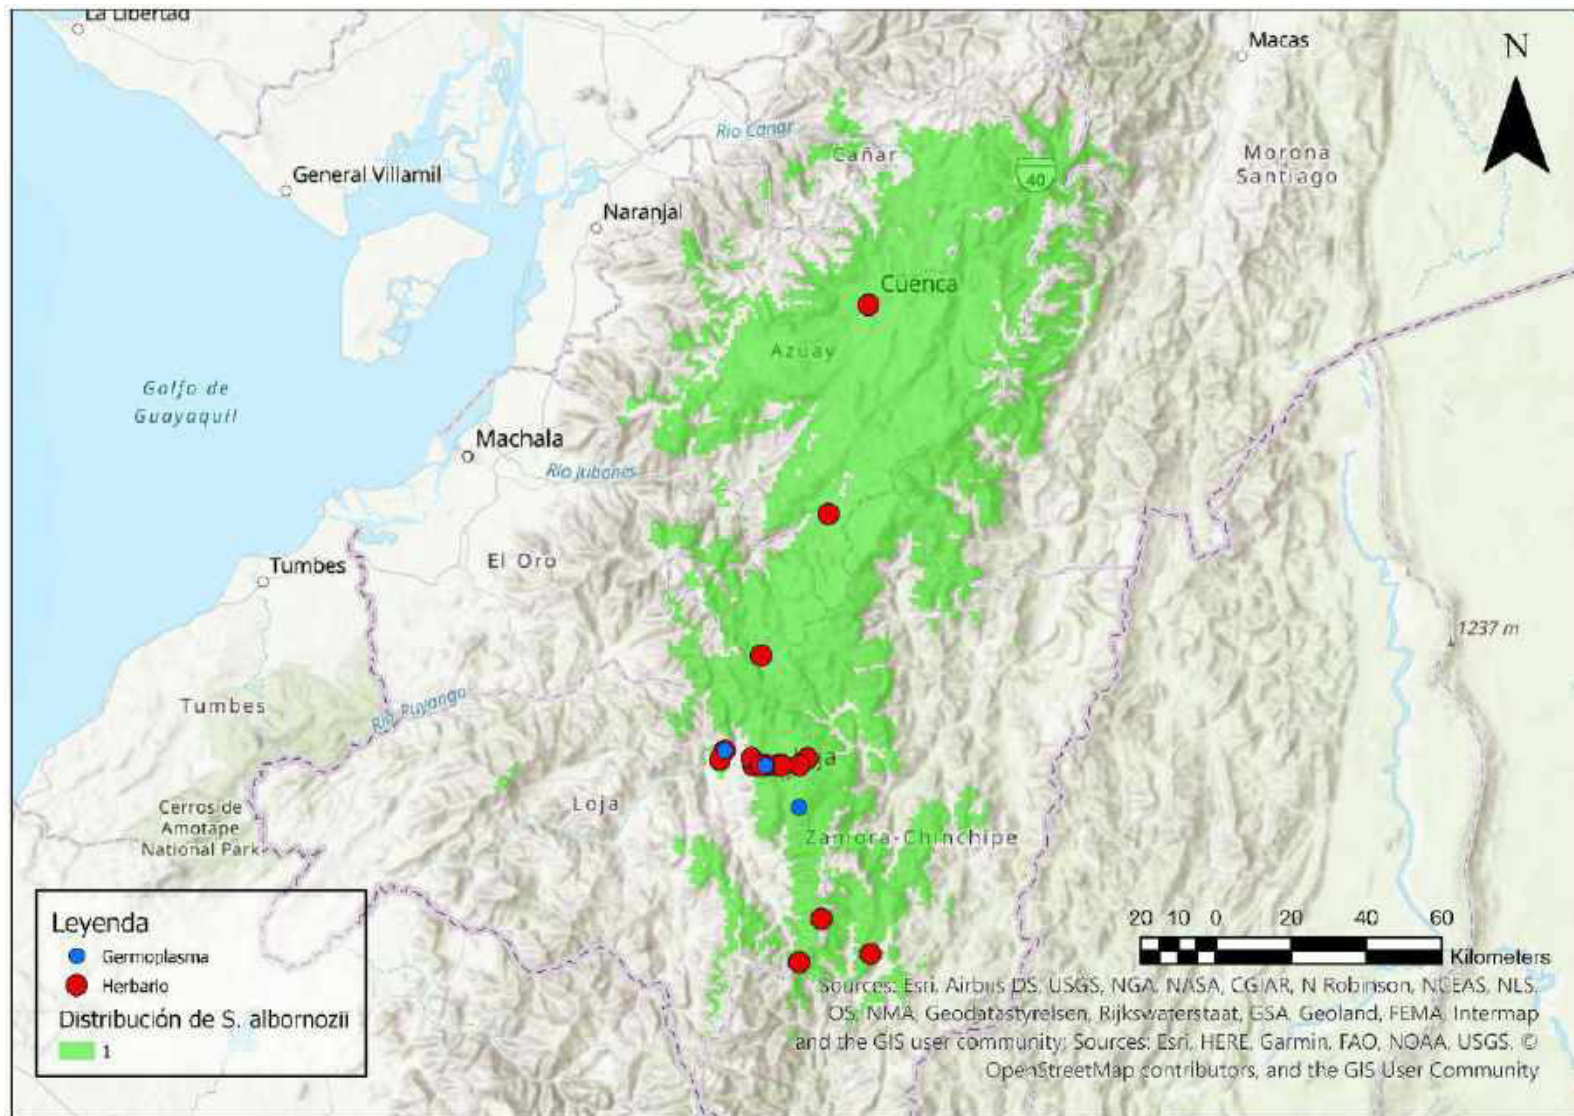 La Libertad
Macas
N
Río Cañar
Cañar
Morona
Santiago
40
General Villamil
Naranjal
Cuenca
Azuay
Golfo de
Guayaquil
Machala
Río Jubones
El Oro
Tumbes
1237 m
Tumbes
Río Puyango
Loja
Cerros de
Amotape
National Park
Zamora-Chinchipe
Leyenda
Germoplasma
Herbario
Distribución de S. albornozii
1
20 10 0 20 40 60
Kilometers
Sources: Esri, Airbus DS, USGS, NGA, NASA, CGIAR, N Robinson, NCEAS, NLS,
OS, NMA, Geodatastyrelsen, Rijkswaterstaat, GSA, Geoland, FEMA, Intermap
and the GIS user community; Sources: Esri, HERE, Garmin, FAO, NOAA, USGS, ©
OpenStreetMap contributors, and the GIS User Community